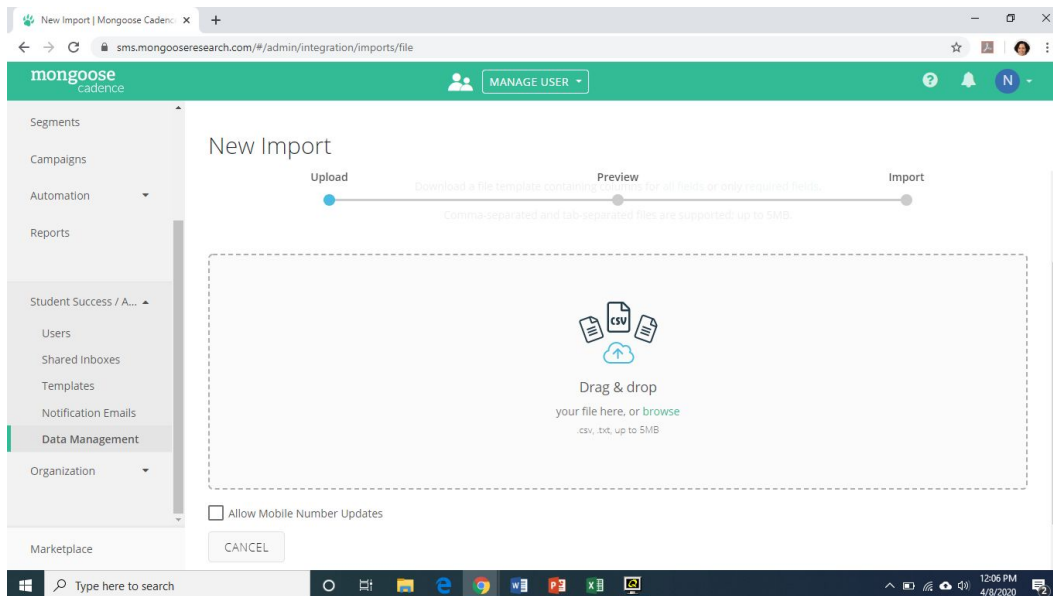 New Import | Mongoose Cadenc
sms.mongooseresearch.com/#/admin/integration/imports/file
mongoose
cadence
MANAGE USER
N
Segments
Campaigns
Automation
Reports
Student Success / A...
Users
Shared Inboxes
Templates
Notification Emails
Data Management
Organization
Marketplace
New Import
Upload
Preview
Import
Download a file template containing columns for all fields or only required fields.
Comma-separated and tab-separated files are supported; up to 5MB.
CSV
Drag & drop
your file here, or browse
.csv, .txt, up to 5MB
Allow Mobile Number Updates
CANCEL
Type here to search
12:06 PM
4/8/2020